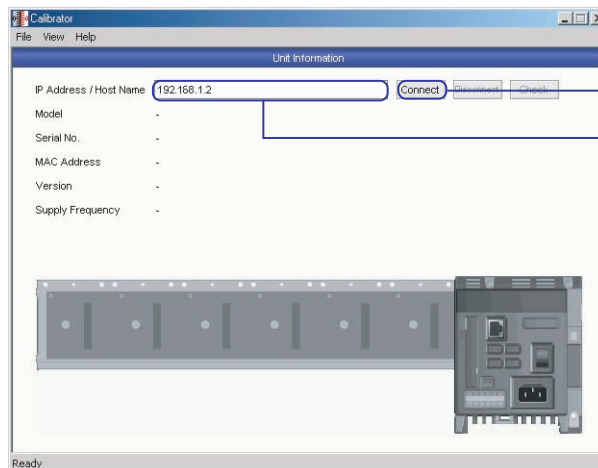 Calibrator
File View Help
Unit Information
IP Address / Host Name 192.168.1.2 Connect Disconnect Check
Model -
Serial No. -
MAC Address -
Version -
Supply Frequency -
Ready